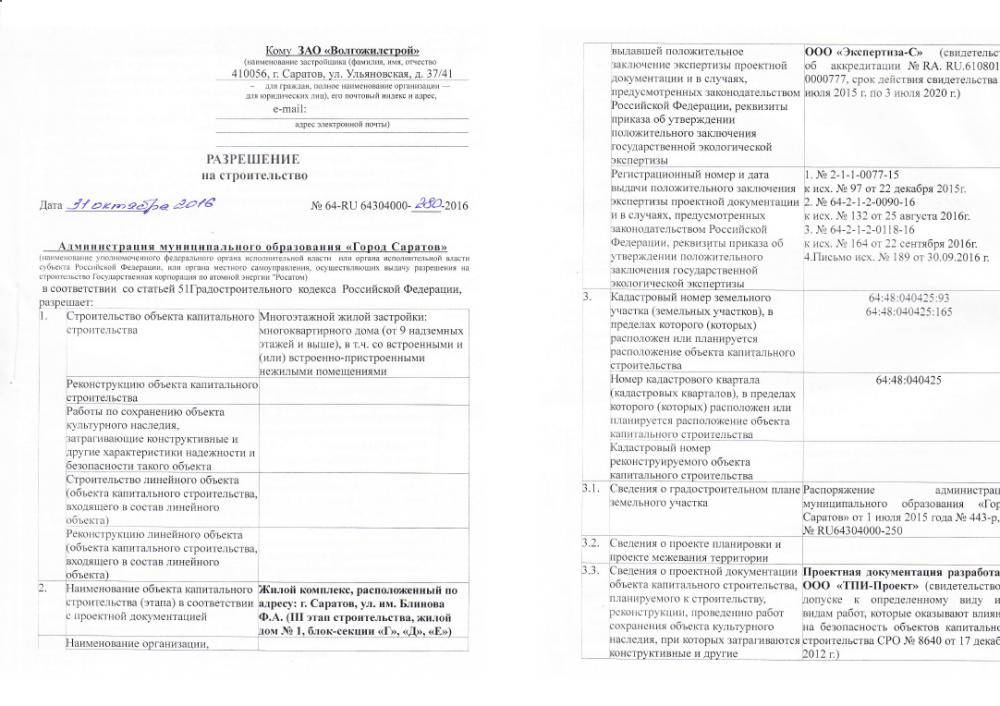 Кому ЗАО «Волгожилстрой»
(наименование застройщика (фамилия, имя, отчество
410056, г. Саратов, ул. Ульяновская, д. 37/41
– для граждан, полное наименование организации —
для юридических лиц), его почтовый индекс и адрес,
e-mail:
адрес электронной почты)
РАЗРЕШЕНИЕ
на строительство
Дата 31 октября 2016 № 64-RU 64304000- 280 -2016
Администрация муниципального образования «Город Саратов»
(наименование уполномоченного федерального органа исполнительной власти или органа исполнительной власти
субъекта Российской Федерации, или органа местного самоуправления, осуществляющих выдачу разрешения на
строительство Государственная корпорация по атомной энергии "Росатом")
в соответствии со статьей 51Градостроительного кодекса Российской Федерации,
разрешает:
1. Строительство объекта капитального
строительства
Многоэтажной жилой застройки:
многоквартирного дома (от 9 надземных
этажей и выше), в т.ч. со встроенными и
(или) встроенно-пристроенными
нежилыми помещениями
Реконструкцию объекта капитального
строительства
Работы по сохранению объекта
культурного наследия,
затрагивающие конструктивные и
другие характеристики надежности и
безопасности такого объекта
Строительство линейного объекта
(объекта капитального строительства,
входящего в состав линейного
объекта)
Реконструкцию линейного объекта
(объекта капитального строительства,
входящего в состав линейного
объекта)
2. Наименование объекта капитального
строительства (этапа) в соответствии
с проектной документацией
Жилой комплекс, расположенный по
адресу: г. Саратов, ул. им. Блинова
Ф.А. (III этап строительства, жилой
дом № 1, блок-секции «Г», «Д», «Е»)
Наименование организации,
выдавшей положительное
заключение экспертизы проектной
документации и в случаях,
предусмотренных законодательством
Российской Федерации, реквизиты
приказа об утверждении
положительного заключения
государственной экологической
экспертизы
ООО «Экспертиза-С» (свидетельст
об аккредитации № RA. RU.610801
0000777, срок действия свидетельства
июля 2015 г. по 3 июля 2020 г.)
Регистрационный номер и дата
выдачи положительного заключения
экспертизы проектной документации
и в случаях, предусмотренных
законодательством Российской
Федерации, реквизиты приказа об
утверждении положительного
заключения государственной
экологической экспертизы
1. № 2-1-1-0077-15
к исх. № 97 от 22 декабря 2015г.
2. № 64-2-1-2-0090-16
к исх. № 132 от 25 августа 2016г.
3. № 64-2-1-2-0118-16
к исх. № 164 от 22 сентября 2016г.
4.Письмо исх. № 189 от 30.09.2016 г.
3. Кадастровый номер земельного
участка (земельных участков), в
пределах которого (которых)
расположен или планируется
расположение объекта капитального
строительства
64:48:040425:93
64:48:040425:165
Номер кадастрового квартала
(кадастровых кварталов), в пределах
которого (которых) расположен или
планируется расположение объекта
капитального строительства
64:48:040425
Кадастровый номер
реконструируемого объекта
капитального строительства
3.1. Сведения о градостроительном плане
земельного участка
Распоряжение администрац
муниципального образования «Гор
Саратов» от 1 июля 2015 года № 443-р,
№ RU64304000-250
3.2. Сведения о проекте планировки и
проекте межевания территории
3.3. Сведения о проектной документации
объекта капитального строительства,
планируемого к строительству,
реконструкции, проведению работ
сохранения объекта культурного
наследия, при которых затрагиваются
конструктивные и другие
Проектная документация разработа
ООО «ТПИ-Проект» (свидетельство
допуске к определенному виду и
видам работ, которые оказывают влиян
на безопасность объектов капитально
строительства СРО № 8640 от 17 декаб
2012 г.)